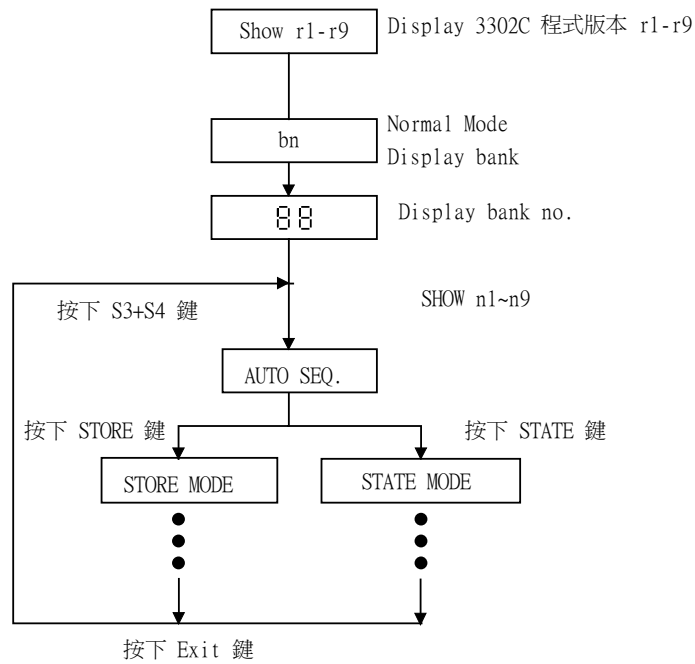 Show r1-r9
Display 3302C 程式版本 r1-r9
bn
Normal Mode
Display bank
88
Display bank no.
按下 S3+S4 鍵
SHOW n1~n9
AUTO SEQ.
按下 STORE 鍵
按下 STATE 鍵
STORE MODE
STATE MODE
按下 Exit 鍵